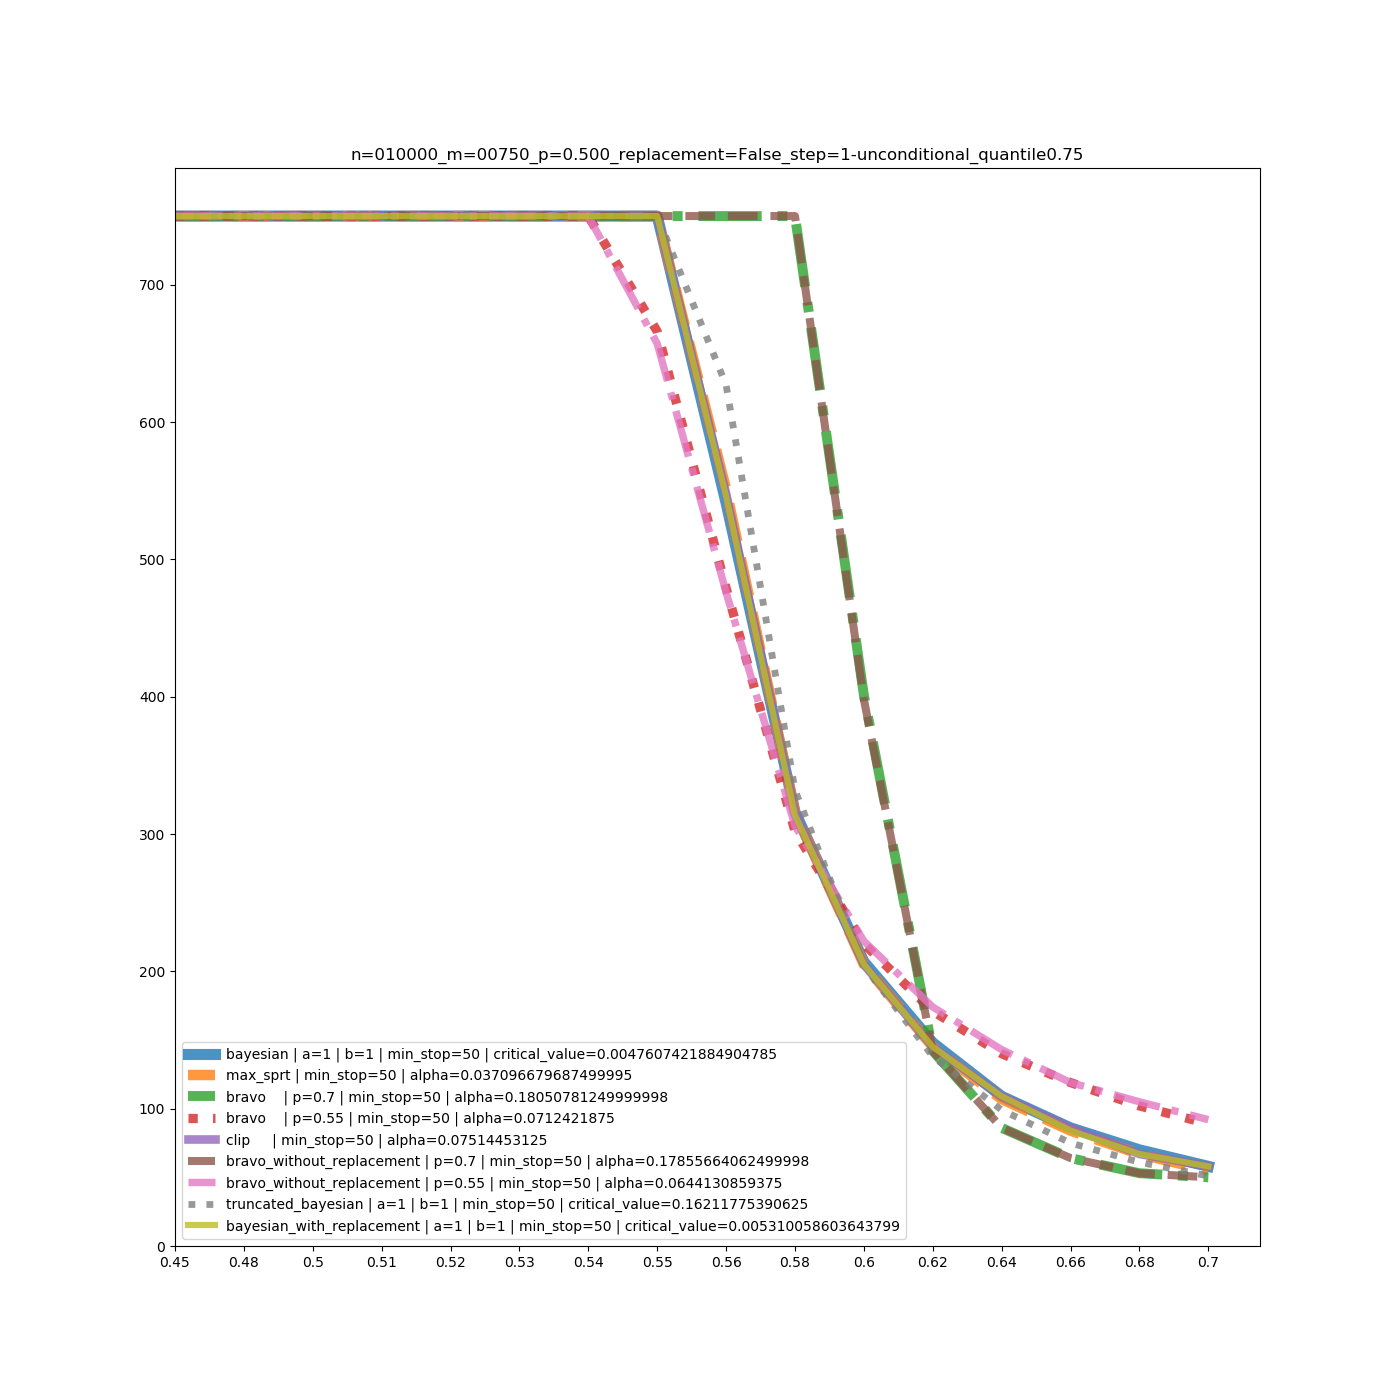 n=010000_m=00750_p=0.500_replacement=False_step=1-unconditional_quantile0.75
700
600
500
400
300
200
100
0
bayesian | a=1 | b=1 | min_stop=50 | critical_value=0.0047607421884904785
max_sprt | min_stop=50 | alpha=0.037096679687499995
bravo | p=0.7 | min_stop=50 | alpha=0.18050781249999998
bravo | p=0.55 | min_stop=50 | alpha=0.0712421875
clip | min_stop=50 | alpha=0.07514453125
bravo_without_replacement | p=0.7 | min_stop=50 | alpha=0.17855664062499998
bravo_without_replacement | p=0.55 | min_stop=50 | alpha=0.0644130859375
truncated_bayesian | a=1 | b=1 | min_stop=50 | critical_value=0.16211775390625
bayesian_with_replacement | a=1 | b=1 | min_stop=50 | critical_value=0.005310058603643799
0.45 0.48 0.5 0.51 0.52 0.53 0.54 0.55 0.56 0.58 0.6 0.62 0.64 0.66 0.68 0.7